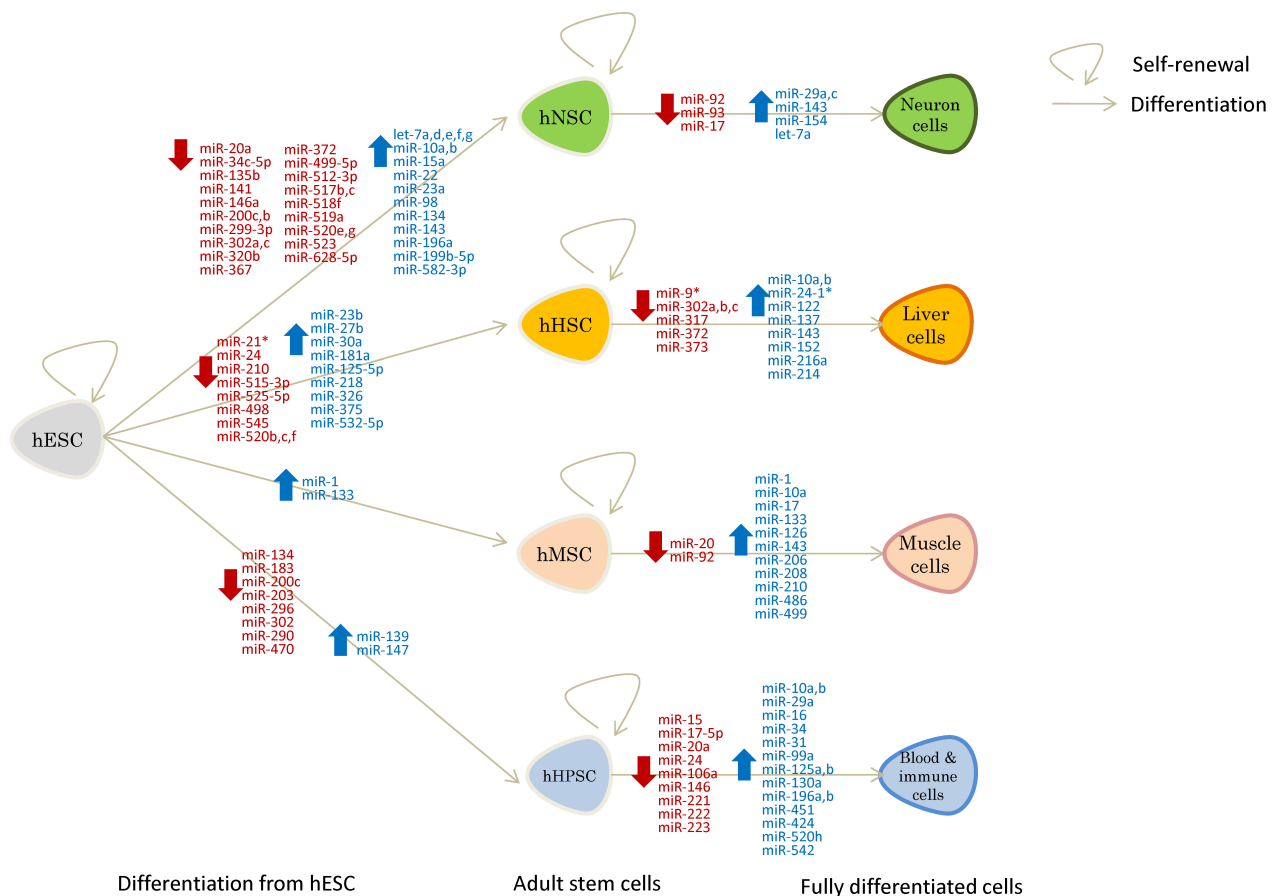 Self-renewal
Differentiation
hNSC
miR-92
miR-93
miR-17
miR-29a,c
miR-143
miR-154
let-7a
Neuron
cells
miR-20a
miR-34c-5p
miR-135b
miR-141
miR-146a
miR-200c,b
miR-299-3p
miR-302a,c
miR-320b
miR-367
miR-372
miR-499-5p
miR-512-3p
miR-517b,c
miR-518f
miR-519a
miR-520e,g
miR-523
miR-628-5p
let-7a,d,e,f,g
miR-10a,b
miR-15a
miR-22
miR-23a
miR-98
miR-134
miR-143
miR-196a
miR-199b-5p
miR-582-3p
hHSC
miR-9*
miR-302a,b,c
miR-317
miR-372
miR-373
miR-10a,b
miR-24-1*
miR-122
miR-137
miR-143
miR-152
miR-216a
miR-214
Liver
cells
miR-21*
miR-24
miR-210
miR-515-3p
miR-525-5p
miR-498
miR-545
miR-520b,c,f
miR-23b
miR-27b
miR-30a
miR-181a
miR-125-5p
miR-218
miR-326
miR-375
miR-532-5p
hESC
miR-1
miR-133
hMSC
miR-20
miR-92
miR-1
miR-10a
miR-17
miR-133
miR-126
miR-143
miR-206
miR-208
miR-210
miR-486
miR-499
Muscle
cells
miR-134
miR-183
miR-200c
miR-203
miR-296
miR-302
miR-290
miR-470
miR-139
miR-147
hHPSC
miR-15
miR-17-5p
miR-20a
miR-24
miR-106a
miR-146
miR-221
miR-222
miR-223
miR-10a,b
miR-29a
miR-16
miR-34
miR-31
miR-99a
miR-125a,b
miR-130a
miR-196a,b
miR-451
miR-424
miR-520h
miR-542
Blood &
immune
cells
Differentiation from hESC
Adult stem cells
Fully differentiated cells